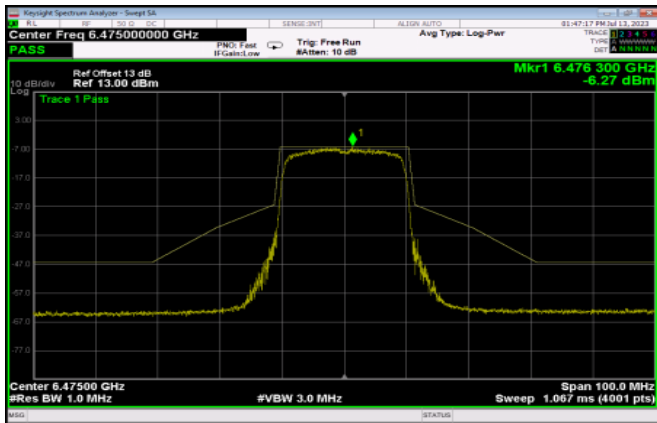 Keysight Spectrum Analyzer - Swept SA
RL RF 50 Ω DC SENSE:INT ALIGN AUTO 01:47:17 PM Jul 13, 2023
Center Freq 6.475000000 GHz
PNO: Fast
IFGain:Low
Trig: Free Run
#Atten: 10 dB
Avg Type: Log-Pwr
TRACE 1 2 3 4 5 6
TYPE
DET A N N N N N
PASS
Mkr1 6.476 300 GHz
-6.27 dBm
Ref Offset 13 dB
Ref 13.00 dBm
10 dB/div
Log
Trace 1 Pass
1
3.00
-7.00
-17.0
-27.0
-37.0
-47.0
-57.0
-67.0
-77.0
Center 6.47500 GHz
Span 100.0 MHz
#Res BW 1.0 MHz
#VBW 3.0 MHz
Sweep 1.067 ms (4001 pts)
MSG
STATUS